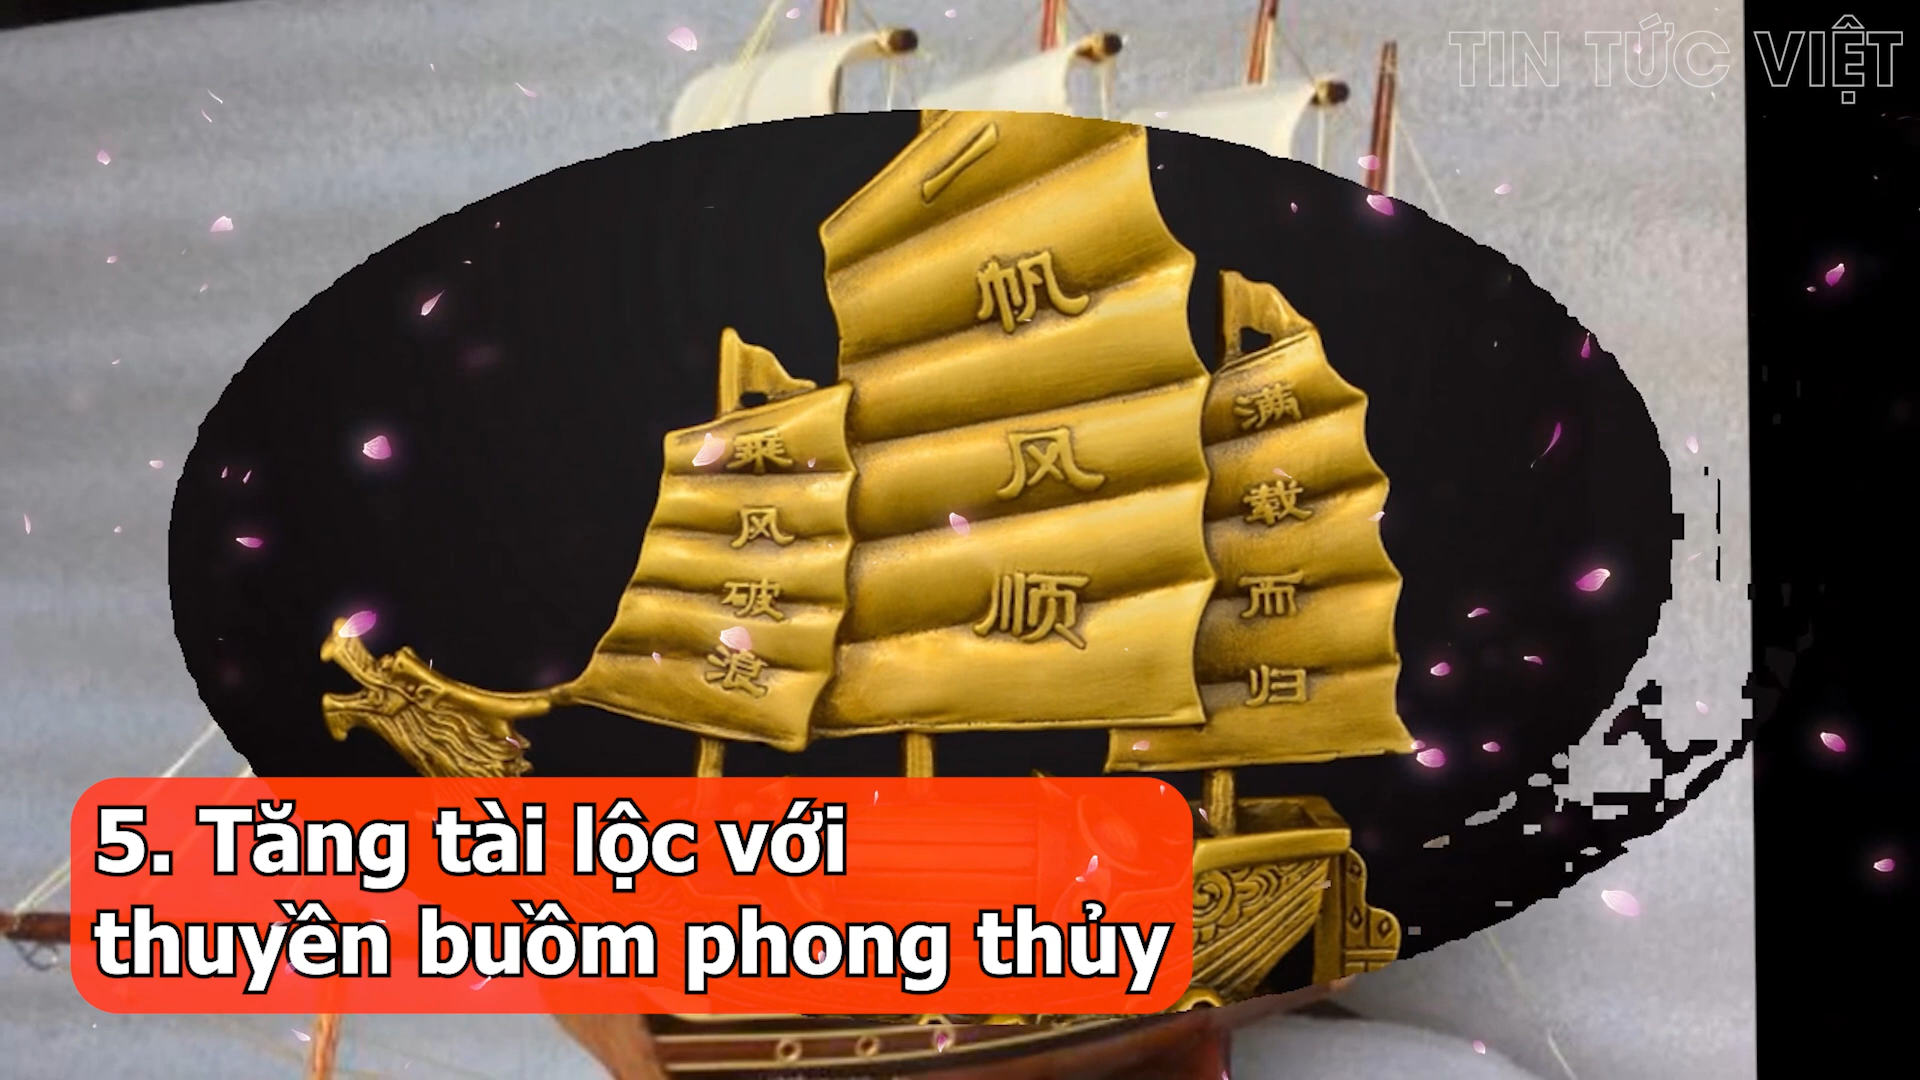 TIN TỨC VIỆT
一帆风顺
乘风破浪
满载而归
5. Tăng tài lộc với
thuyền buồm phong thủy